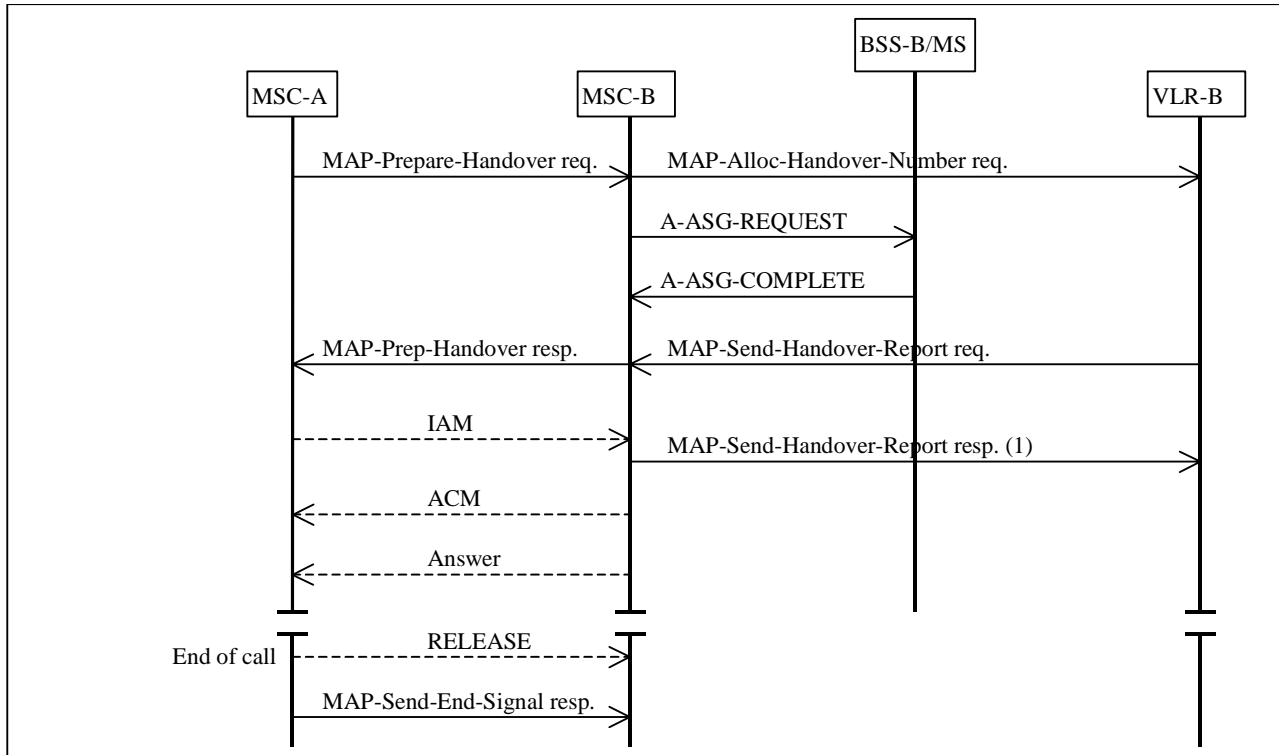 BSS-B/MS
MSC-A
MSC-B
VLR-B
MAP-Prepare-Handover req.
MAP-Alloc-Handover-Number req.
A-ASG-REQUEST
A-ASG-COMPLETE
MAP-Prep-Handover resp.
MAP-Send-Handover-Report req.
IAM
MAP-Send-Handover-Report resp. (1)
ACM
Answer
RELEASE
End of call
MAP-Send-End-Signal resp.